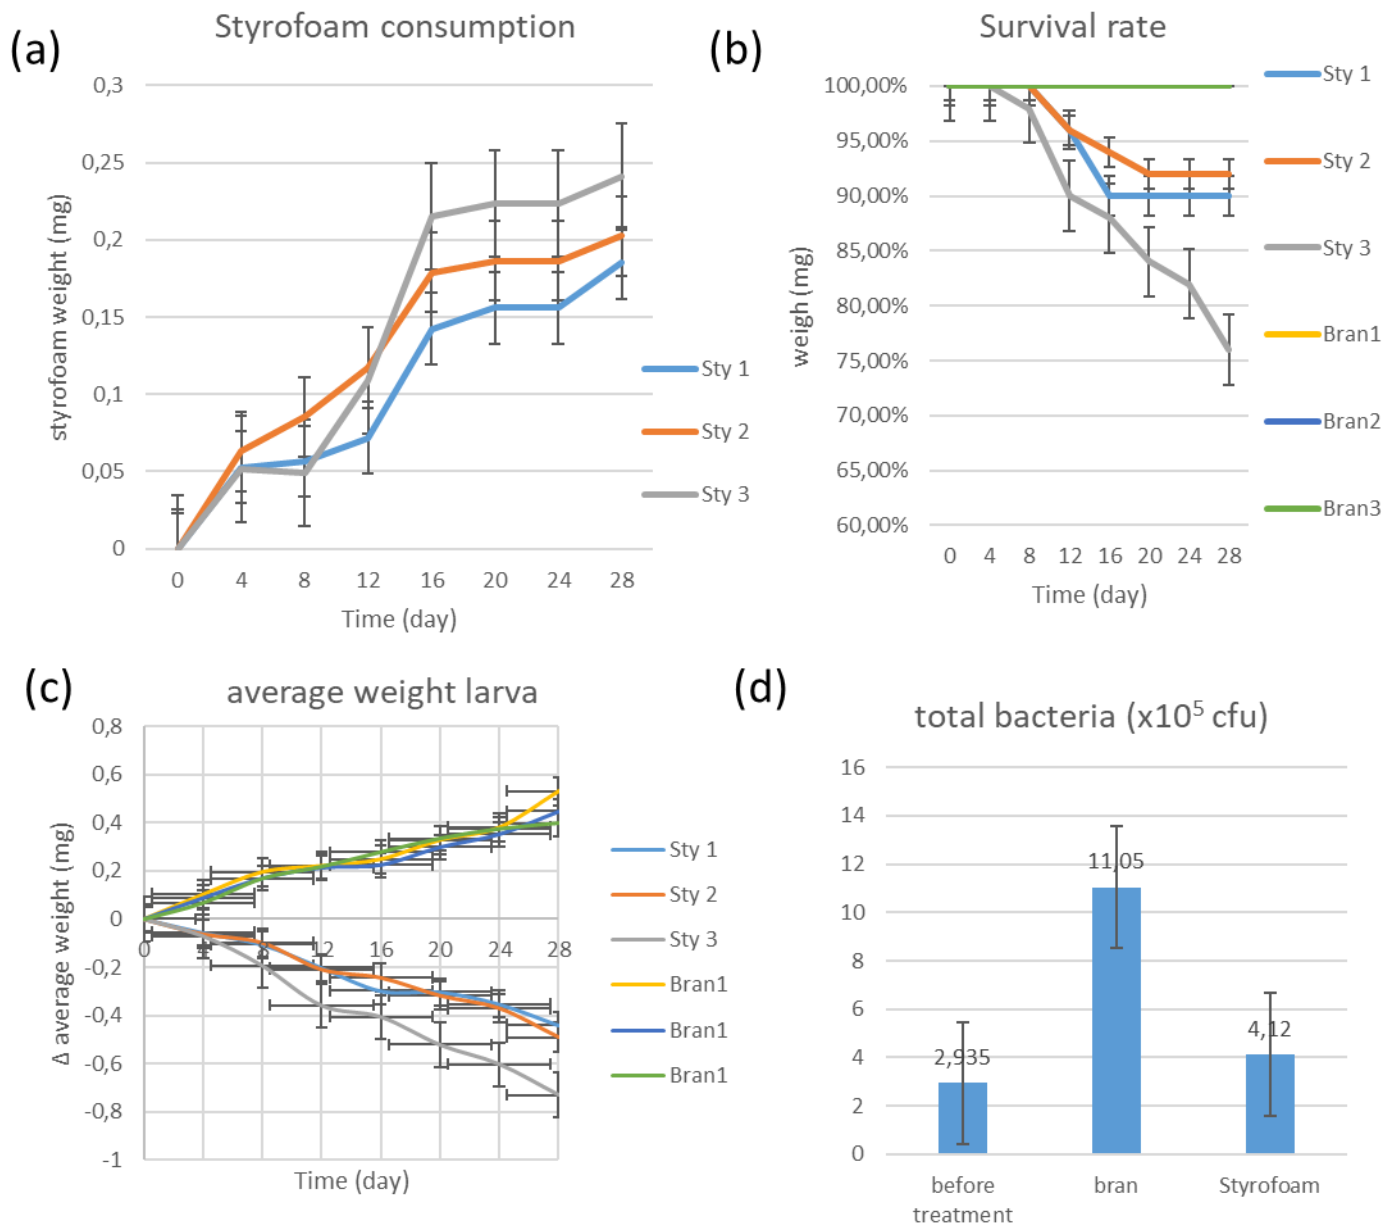 (a)
Styrofoam consumption
0,3
0,25
0,2
0,15
0,1
0,05
0
styrofoam weight (mg)
0 4 8 12 16 20 24 28
Time (day)
Sty 1
Sty 2
Sty 3
(b)
Survival rate
100,00%
95,00%
90,00%
85,00%
80,00%
75,00%
70,00%
65,00%
60,00%
weigh (mg)
0 4 8 12 16 20 24 28
Time (day)
Sty 1
Sty 2
Sty 3
Bran1
Bran2
Bran3
(c)
average weight larva
0,8
0,6
0,4
0,2
0
-0,2
-0,4
-0,6
-0,8
-1
Δ average weight (mg)
0 4 8 12 16 20 24 28
Time (day)
Sty 1
Sty 2
Sty 3
Bran1
Bran1
Bran1
(d)
total bacteria (x10⁵ cfu)
16
14
12
10
8
6
4
2
0
2,935
11,05
4,12
before treatment
bran
Styrofoam